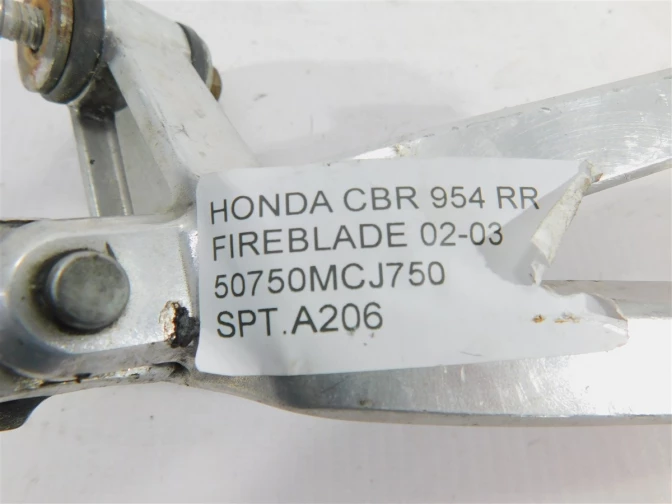 HONDA CBR 954 RR
FIREBLADE 02-03
50750MCJ750
SPT.A206